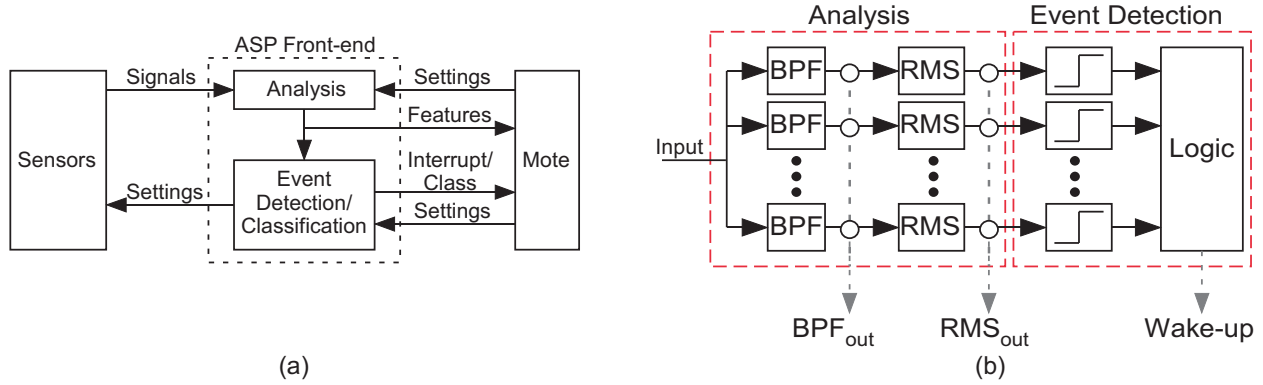 ASP Front-end
Sensors
Signals
Settings
Analysis
Event
Detection/
Classification
Settings
Features
Interrupt/
Class
Settings
Mote
(a)
Analysis
Event Detection
Input
BPF
RMS
BPF
RMS
BPF
RMS
Logic
BPFout
RMSout
Wake-up
(b)